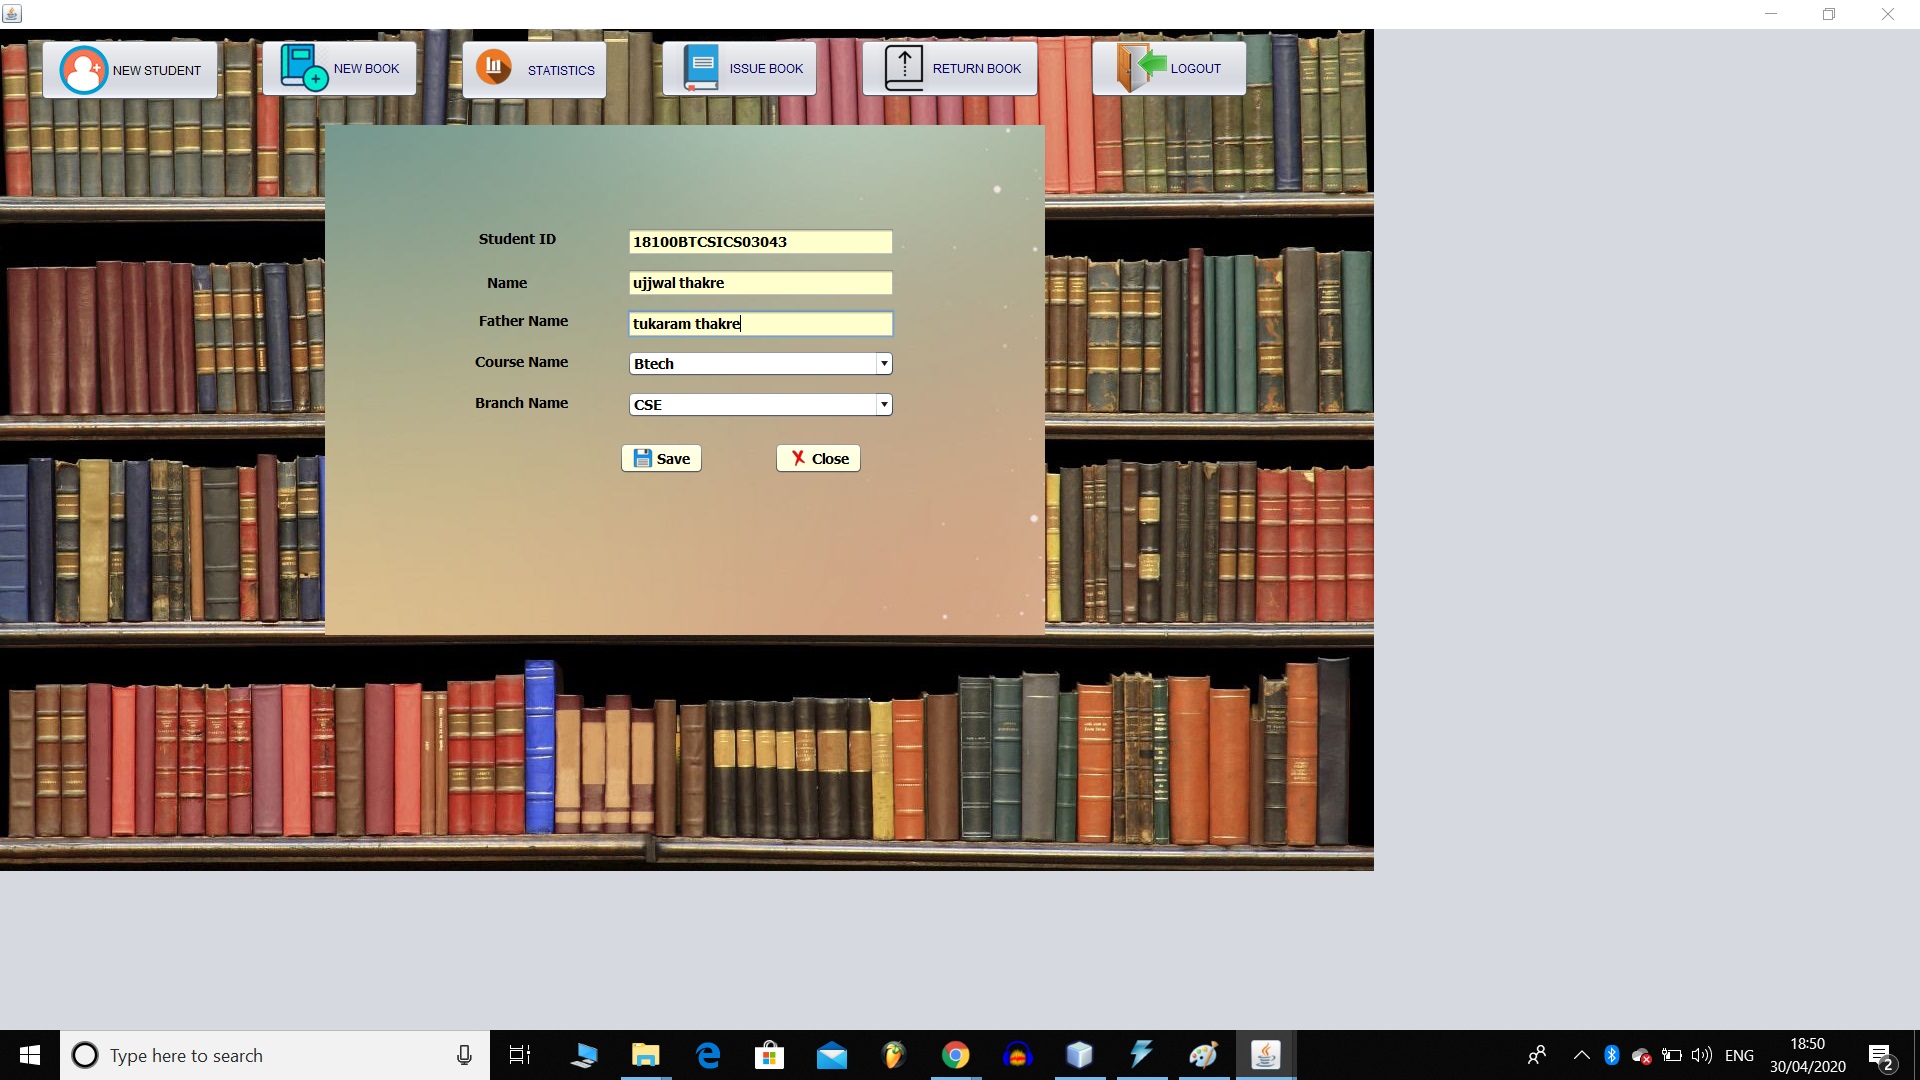 NEW STUDENT
NEW BOOK
STATISTICS
ISSUE BOOK
RETURN BOOK
LOGOUT
Student ID 18100BTCSICS03043
Name ujjwal thakre
Father Name tukaram thakre
Course Name Btech
Branch Name CSE
Save Close
Type here to search
ENG
18:50
30/04/2020
2